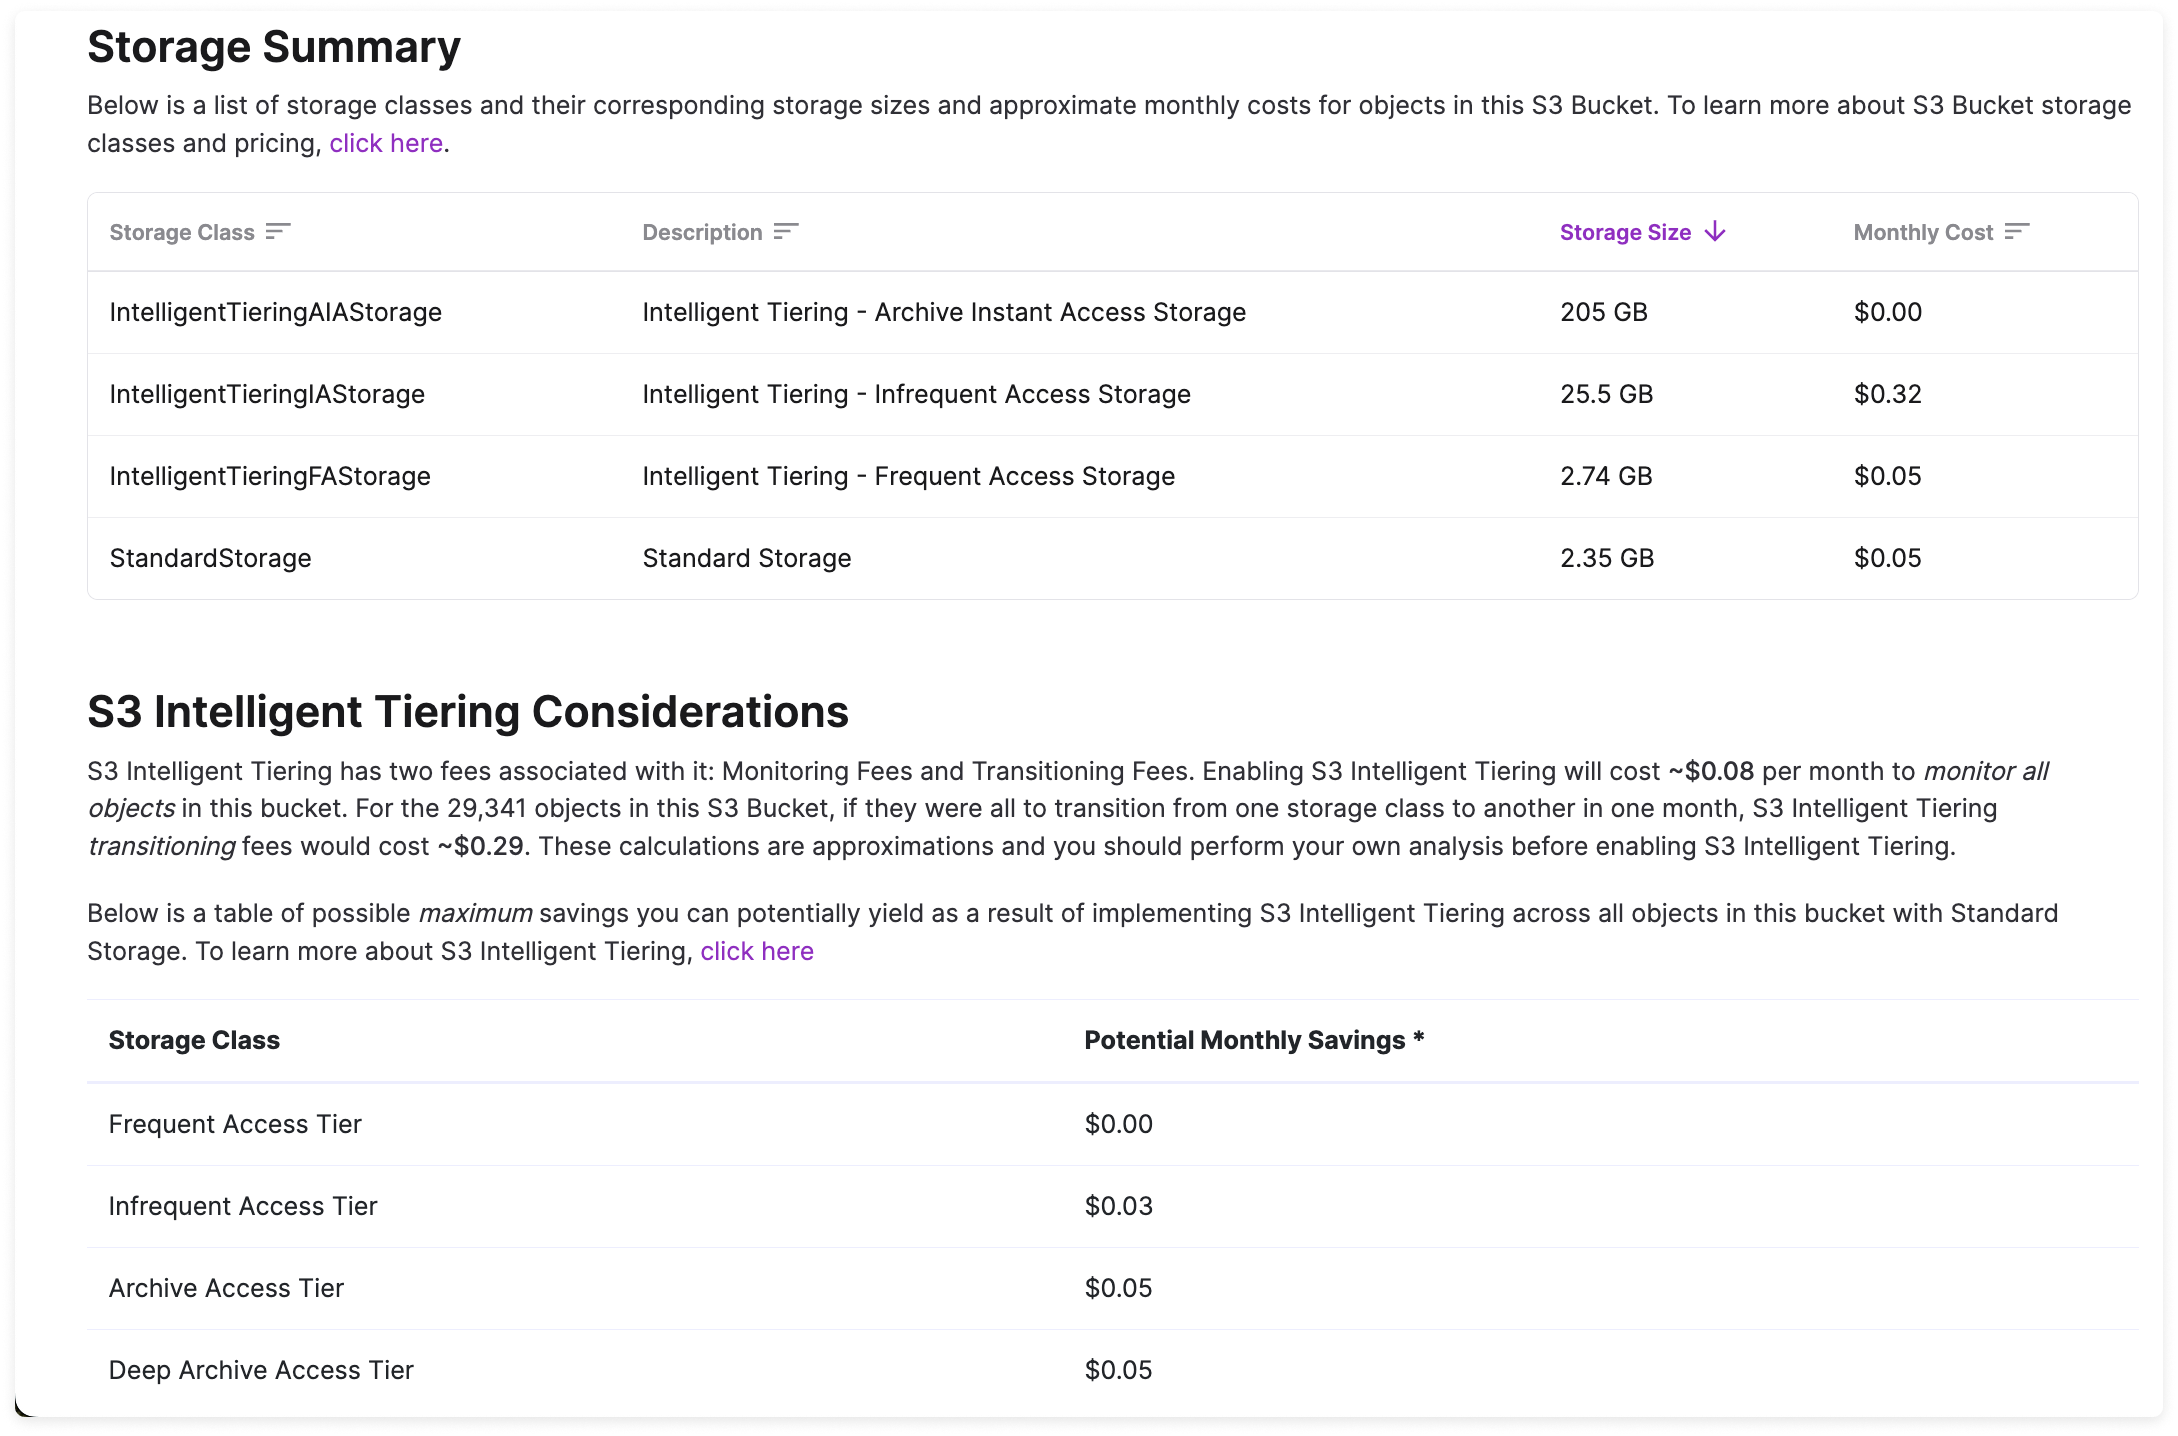 Storage Summary
Below is a list of storage classes and their corresponding storage sizes and approximate monthly costs for objects in this S3 Bucket. To learn more about S3 Bucket storage
classes and pricing, click here.
Storage Class Description Storage Size Monthly Cost
IntelligentTieringAIAStorage Intelligent Tiering - Archive Instant Access Storage 205 GB $0.00
IntelligentTieringIAStorage Intelligent Tiering - Infrequent Access Storage 25.5 GB $0.32
IntelligentTieringFAStorage Intelligent Tiering - Frequent Access Storage 2.74 GB $0.05
StandardStorage Standard Storage 2.35 GB $0.05
S3 Intelligent Tiering Considerations
S3 Intelligent Tiering has two fees associated with it: Monitoring Fees and Transitioning Fees. Enabling S3 Intelligent Tiering will cost ~$0.08 per month to monitor all
objects in this bucket. For the 29,341 objects in this S3 Bucket, if they were all to transition from one storage class to another in one month, S3 Intelligent Tiering
transitioning fees would cost ~$0.29. These calculations are approximations and you should perform your own analysis before enabling S3 Intelligent Tiering.
Below is a table of possible maximum savings you can potentially yield as a result of implementing S3 Intelligent Tiering across all objects in this bucket with Standard
Storage. To learn more about S3 Intelligent Tiering, click here
Storage Class Potential Monthly Savings *
Frequent Access Tier $0.00
Infrequent Access Tier $0.03
Archive Access Tier $0.05
Deep Archive Access Tier $0.05